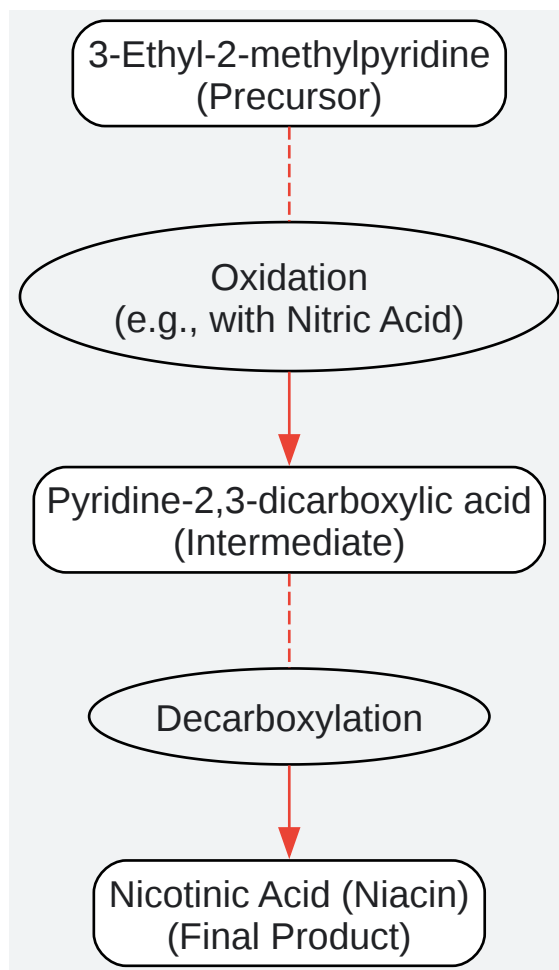 3-Ethyl-2-methylpyridine
(Precursor)
Oxidation
(e.g., with Nitric Acid)
Pyridine-2,3-dicarboxylic acid
(Intermediate)
Decarboxylation
Nicotinic Acid (Niacin)
(Final Product)